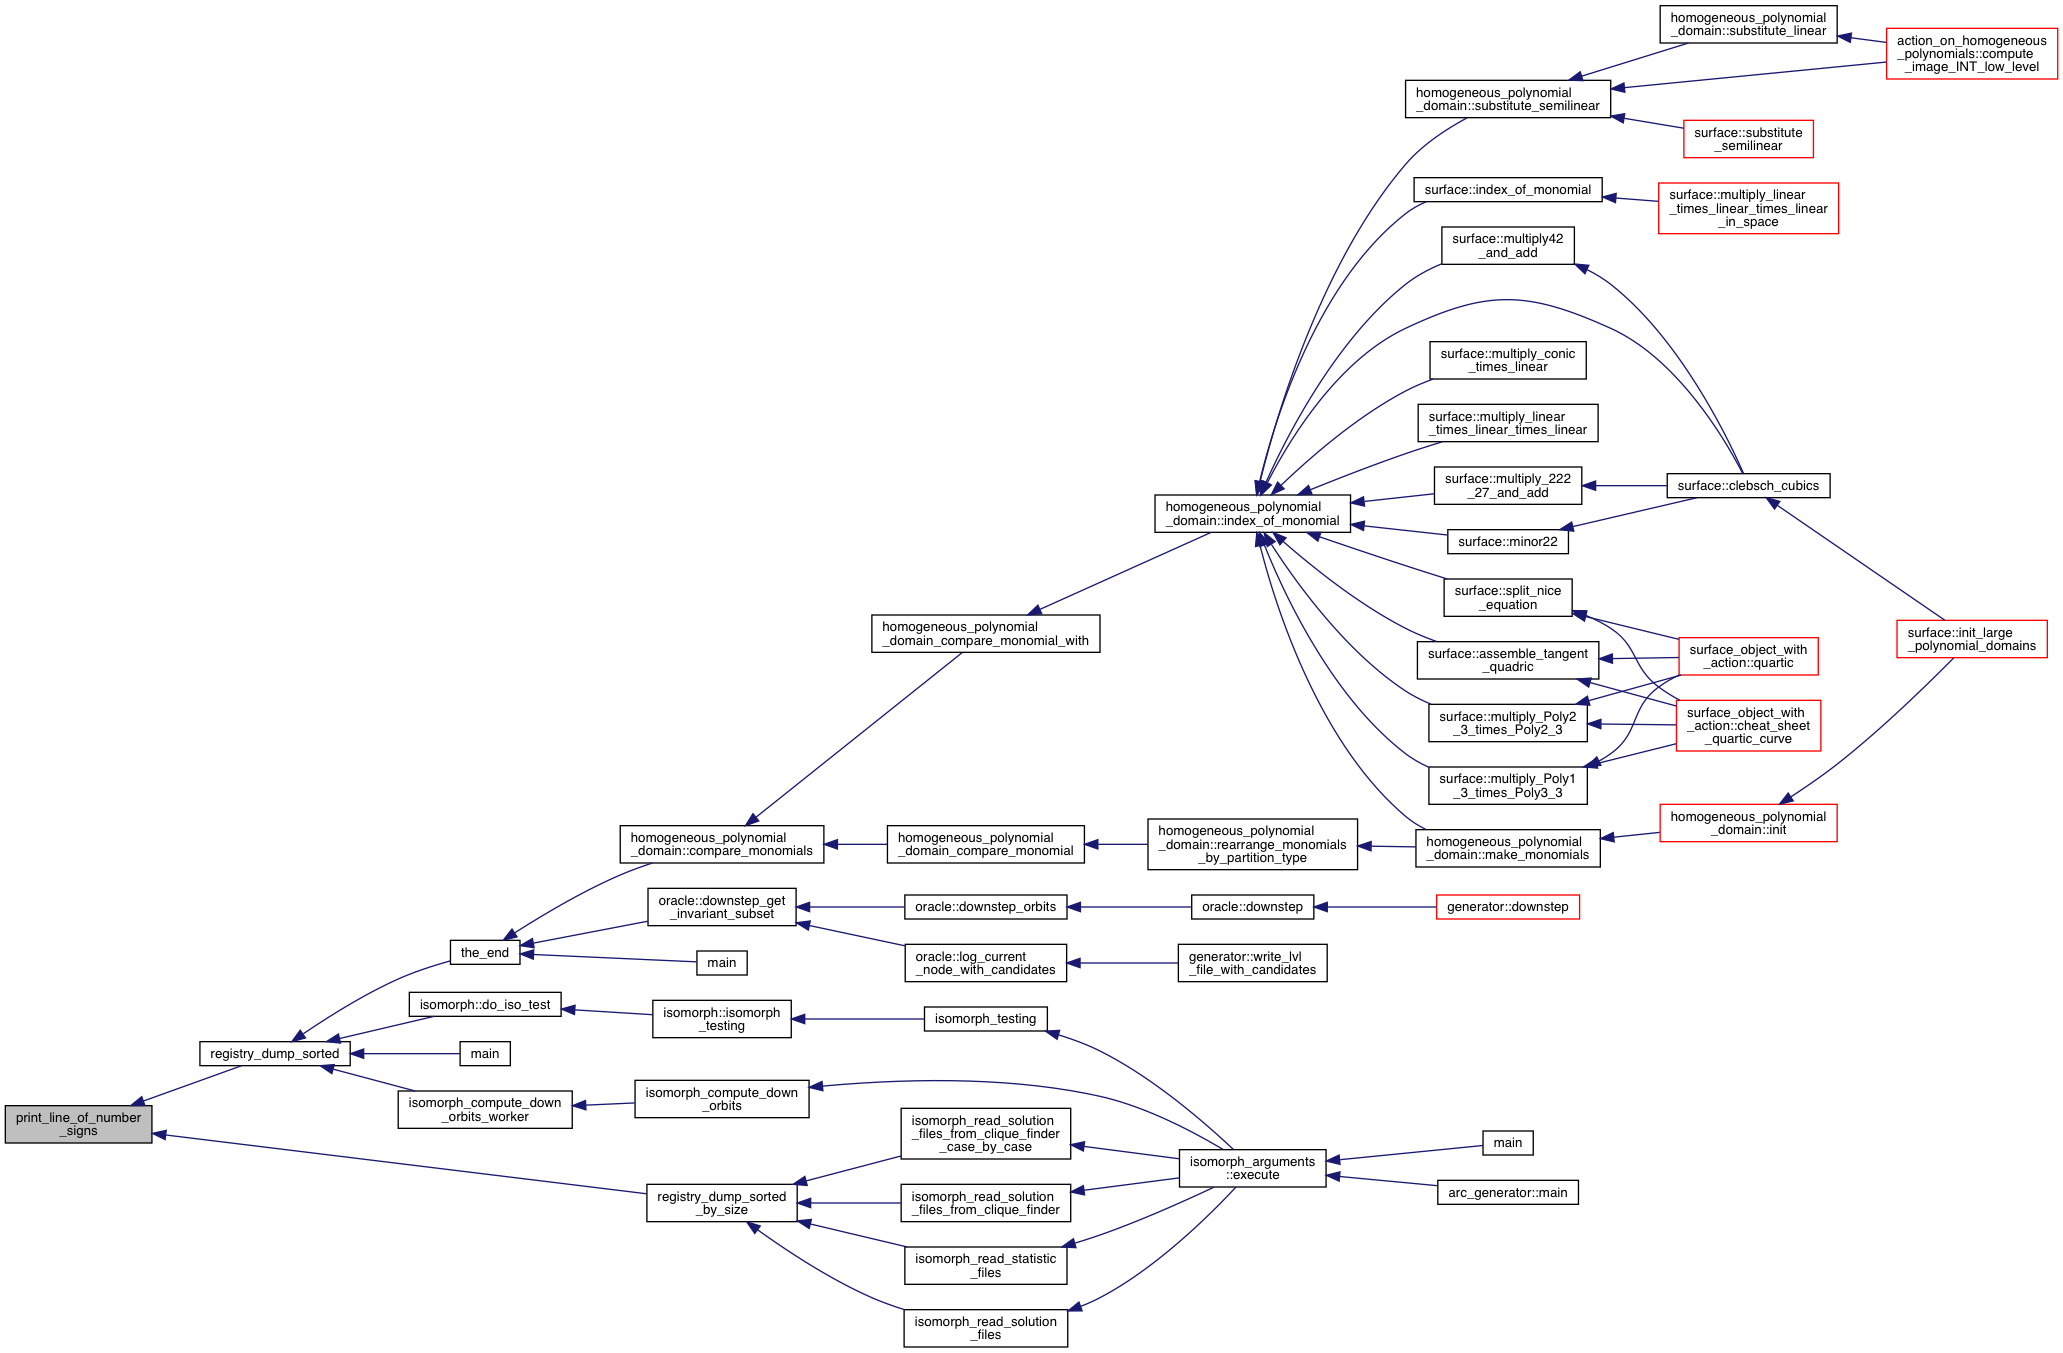 homogeneous_polynomial
_domain::substitute_linear
action_on_homogeneous
_polynomials::compute
_image_INT_low_level
homogeneous_polynomial
_domain::substitute_semilinear
surface::substitute
_semilinear
surface::index_of_monomial
surface::multiply_linear
_times_linear_times_linear
_in_space
surface::multiply42
_and_add
surface::multiply_conic
_times_linear
surface::multiply_linear
_times_linear_times_linear
surface::multiply_222
_27_and_add
surface::clebsch_cubics
homogeneous_polynomial
_domain::index_of_monomial
surface::minor22
surface::split_nice
_equation
homogeneous_polynomial
_domain_compare_monomial_with
surface::assemble_tangent
_quadric
surface_object_with
_action::quartic
surface::init_large
_polynomial_domains
surface::multiply_Poly2
_3_times_Poly2_3
surface_object_with
_action::cheat_sheet
_quartic_curve
surface::multiply_Poly1
_3_times_Poly3_3
homogeneous_polynomial
_domain::init
homogeneous_polynomial
_domain::compare_monomials
homogeneous_polynomial
_domain_compare_monomial
homogeneous_polynomial
_domain::rearrange_monomials
_by_partition_type
homogeneous_polynomial
_domain::make_monomials
oracle::downstep_get
_invariant_subset
oracle::downstep_orbits
oracle::downstep
generator::downstep
the_end
main
oracle::log_current
_node_with_candidates
generator::write_lvl
_file_with_candidates
isomorph::do_iso_test
isomorph::isomorph
_testing
isomorph_testing
registry_dump_sorted
main
isomorph_compute_down
_orbits_worker
isomorph_compute_down
_orbits
print_line_of_number
_signs
isomorph_read_solution
_files_from_clique_finder
_case_by_case
isomorph_arguments
::execute
main
arc_generator::main
registry_dump_sorted
_by_size
isomorph_read_solution
_files_from_clique_finder
isomorph_read_statistic
_files
isomorph_read_solution
_files